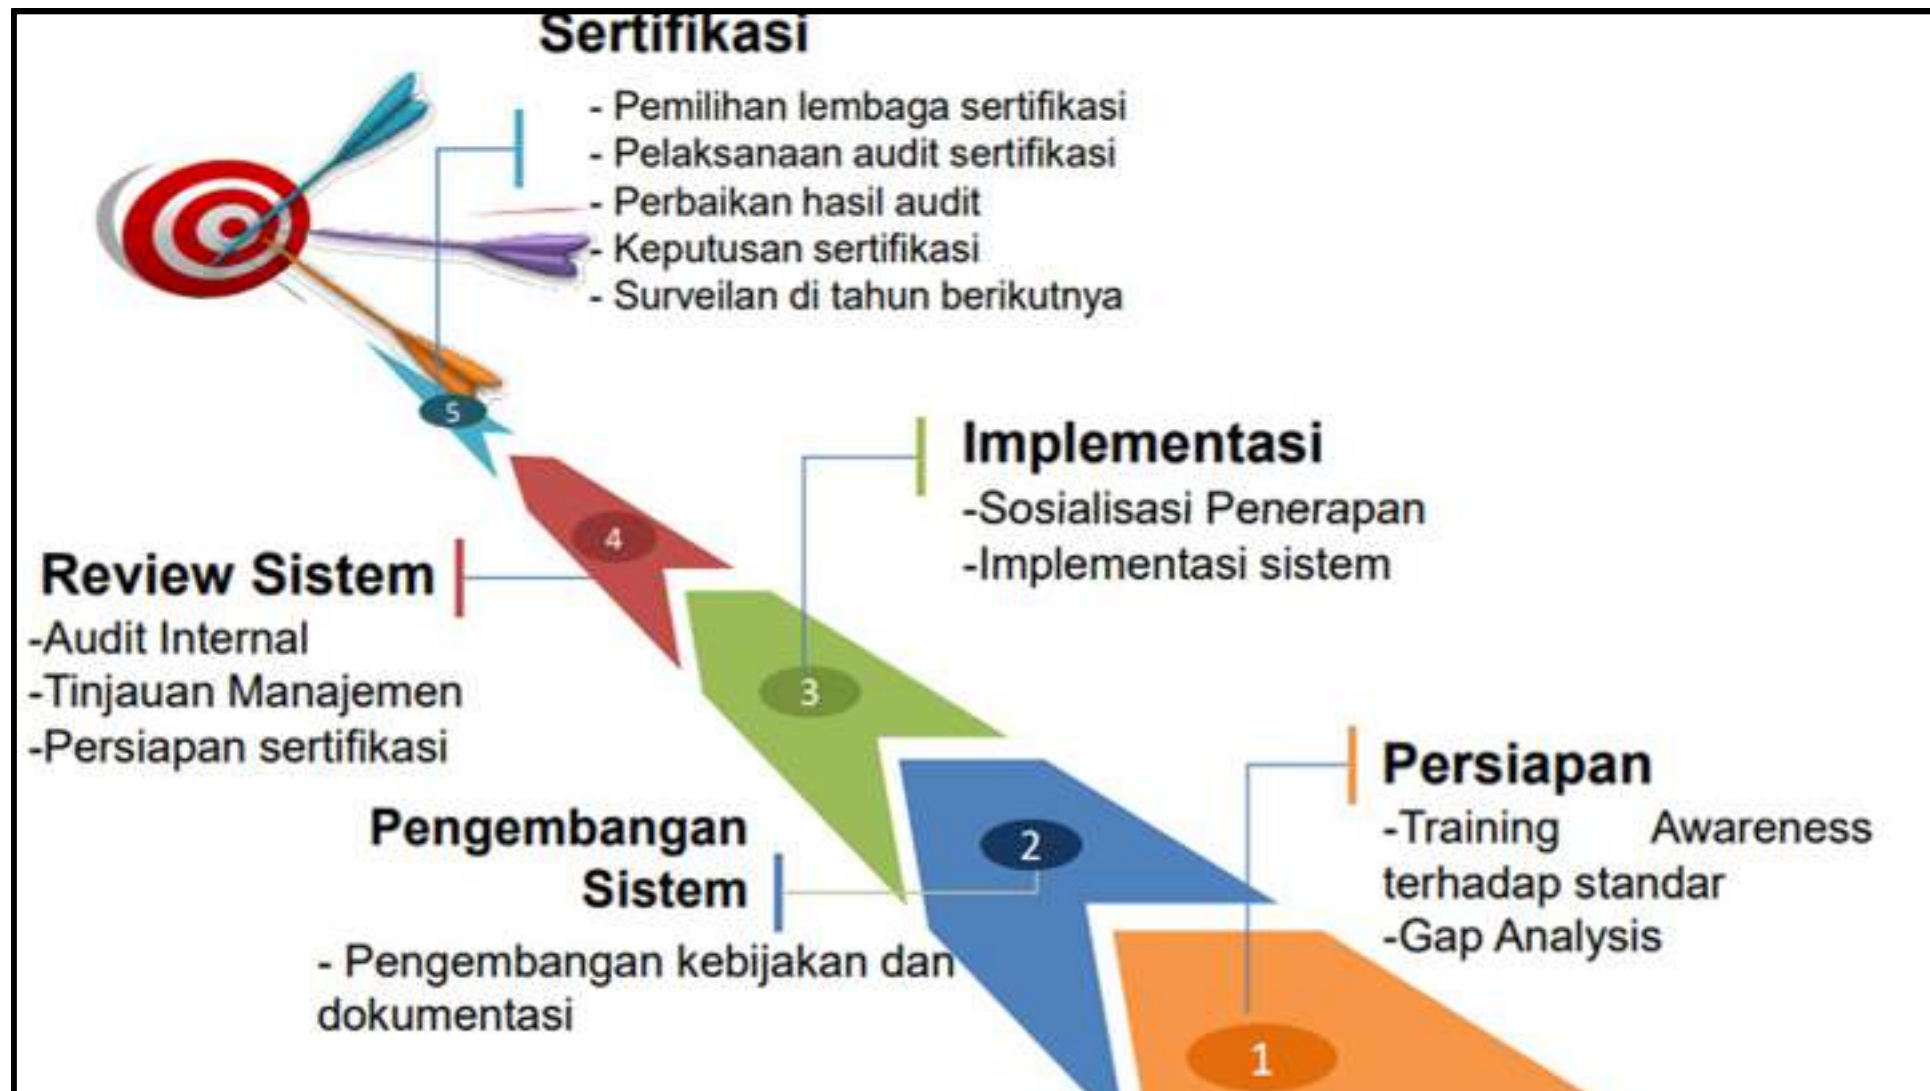 Sertifikasi
- Pemilihan lembaga sertifikasi
- Pelaksanaan audit sertifikasi
- Perbaikan hasil audit
- Keputusan sertifikasi
- Surveilan di tahun berikutnya
5
Implementasi
-Sosialisasi Penerapan
-Implementasi sistem
4
Review Sistem
-Audit Internal
-Tinjauan Manajemen
-Persiapan sertifikasi
3
Persiapan
-Training Awareness
terhadap standar
-Gap Analysis
2
Pengembangan
Sistem
- Pengembangan kebijakan dan
dokumentasi
1